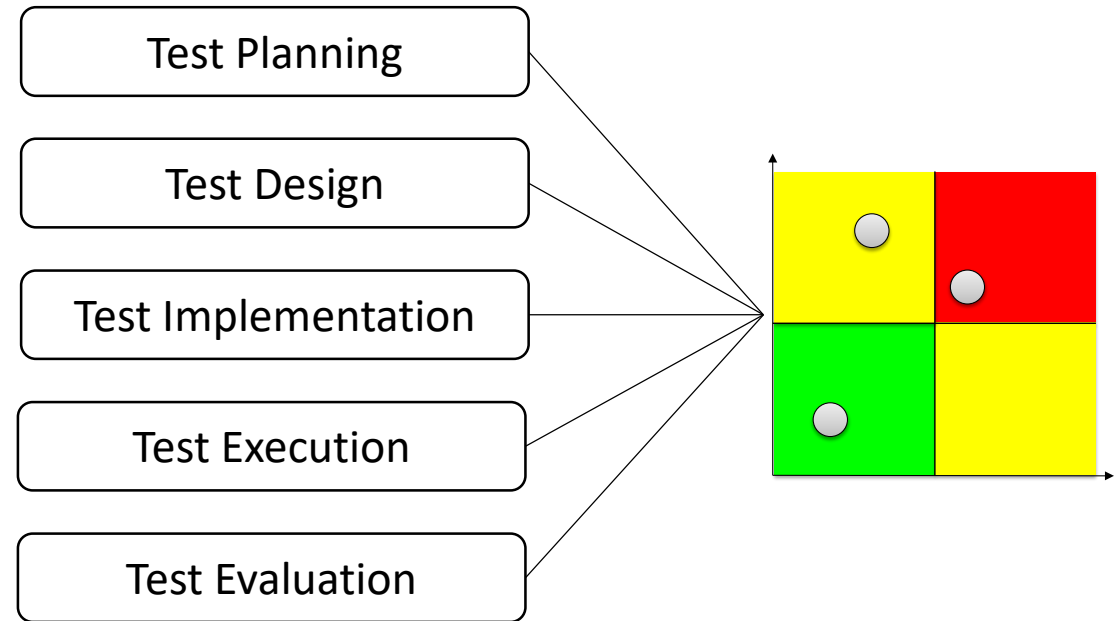 Test Planning
Test Design
Test Implementation
Test Execution
Test Evaluation